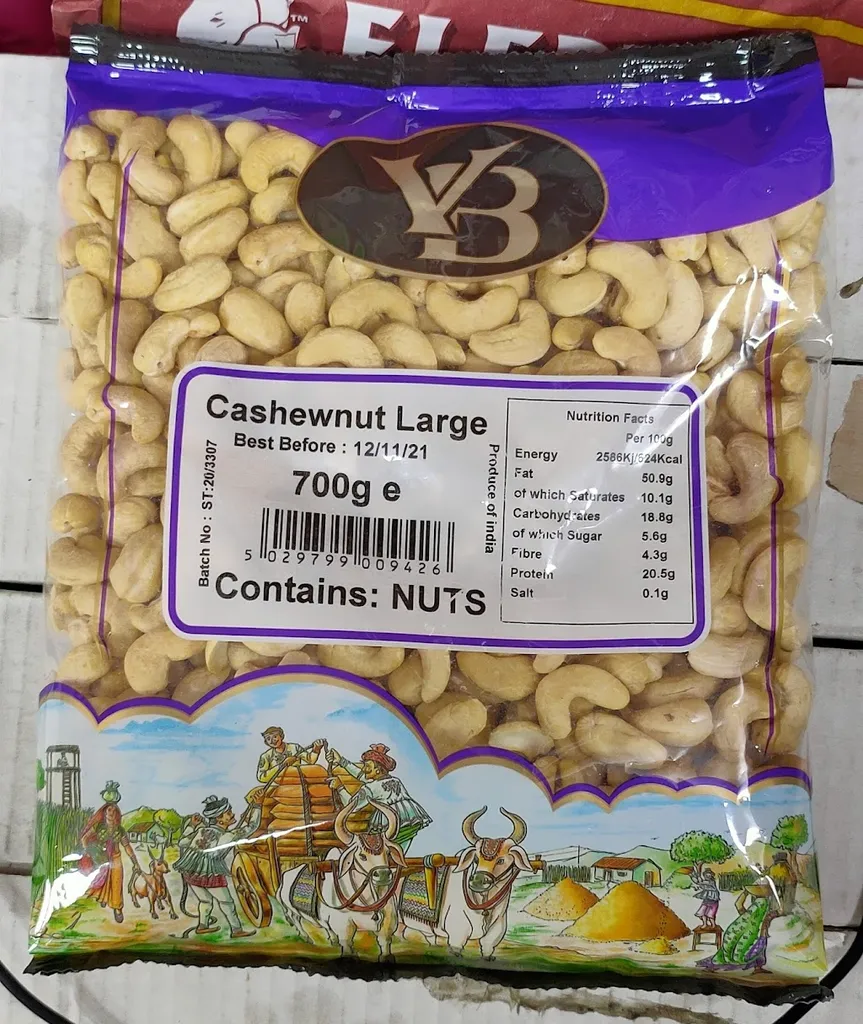 TM
YB
Cashewnut Large
Best Before : 12/11/21
700g e
5 029799 009426
Contains: NUTS
Batch No : ST:20/3307
Produce of india
Nutrition Facts
Per 100g
Energy 2586Kj/624Kcal
Fat 50.9g
of which Saturates 10.1g
Carbohydrates 18.8g
of which Sugar 5.6g
Fibre 4.3g
Protein 20.5g
Salt 0.1g